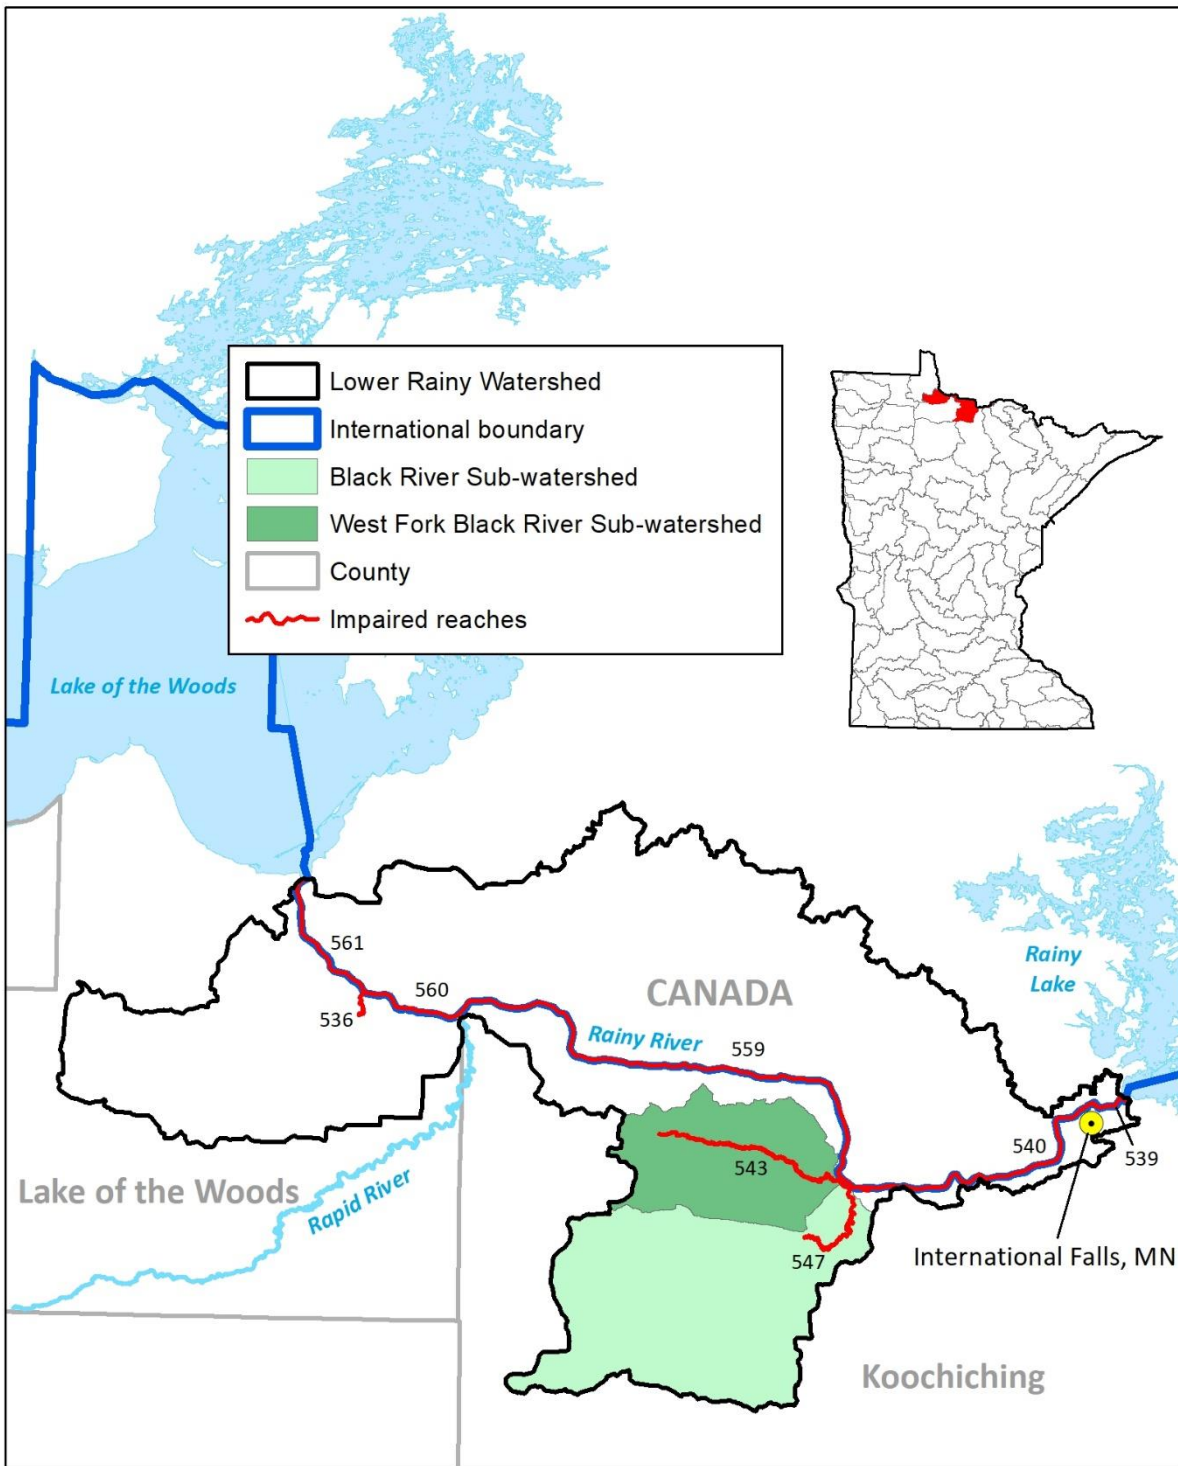 Lower Rainy Watershed
International boundary
Black River Sub-watershed
West Fork Black River Sub-watershed
County
Impaired reaches
Lake of the Woods
Rainy
Lake
561
CANADA
560
536
Rainy River
559
540
539
543
Lake of the Woods
Rapid River
547
International Falls, MN
Koochiching